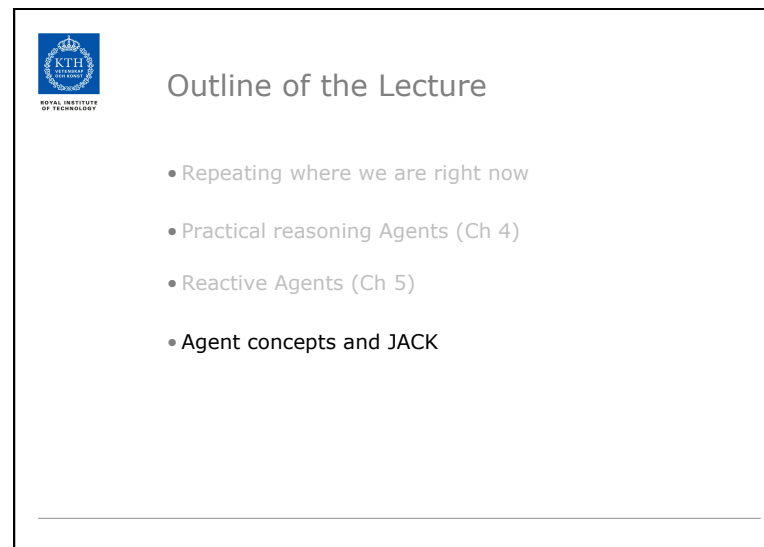 KTH
VETENSKAP
OCH KONST
ROYAL INSTITUTE
OF TECHNOLOGY
Outline of the Lecture
• Repeating where we are right now
• Practical reasoning Agents (Ch 4)
• Reactive Agents (Ch 5)
• Agent concepts and JACK